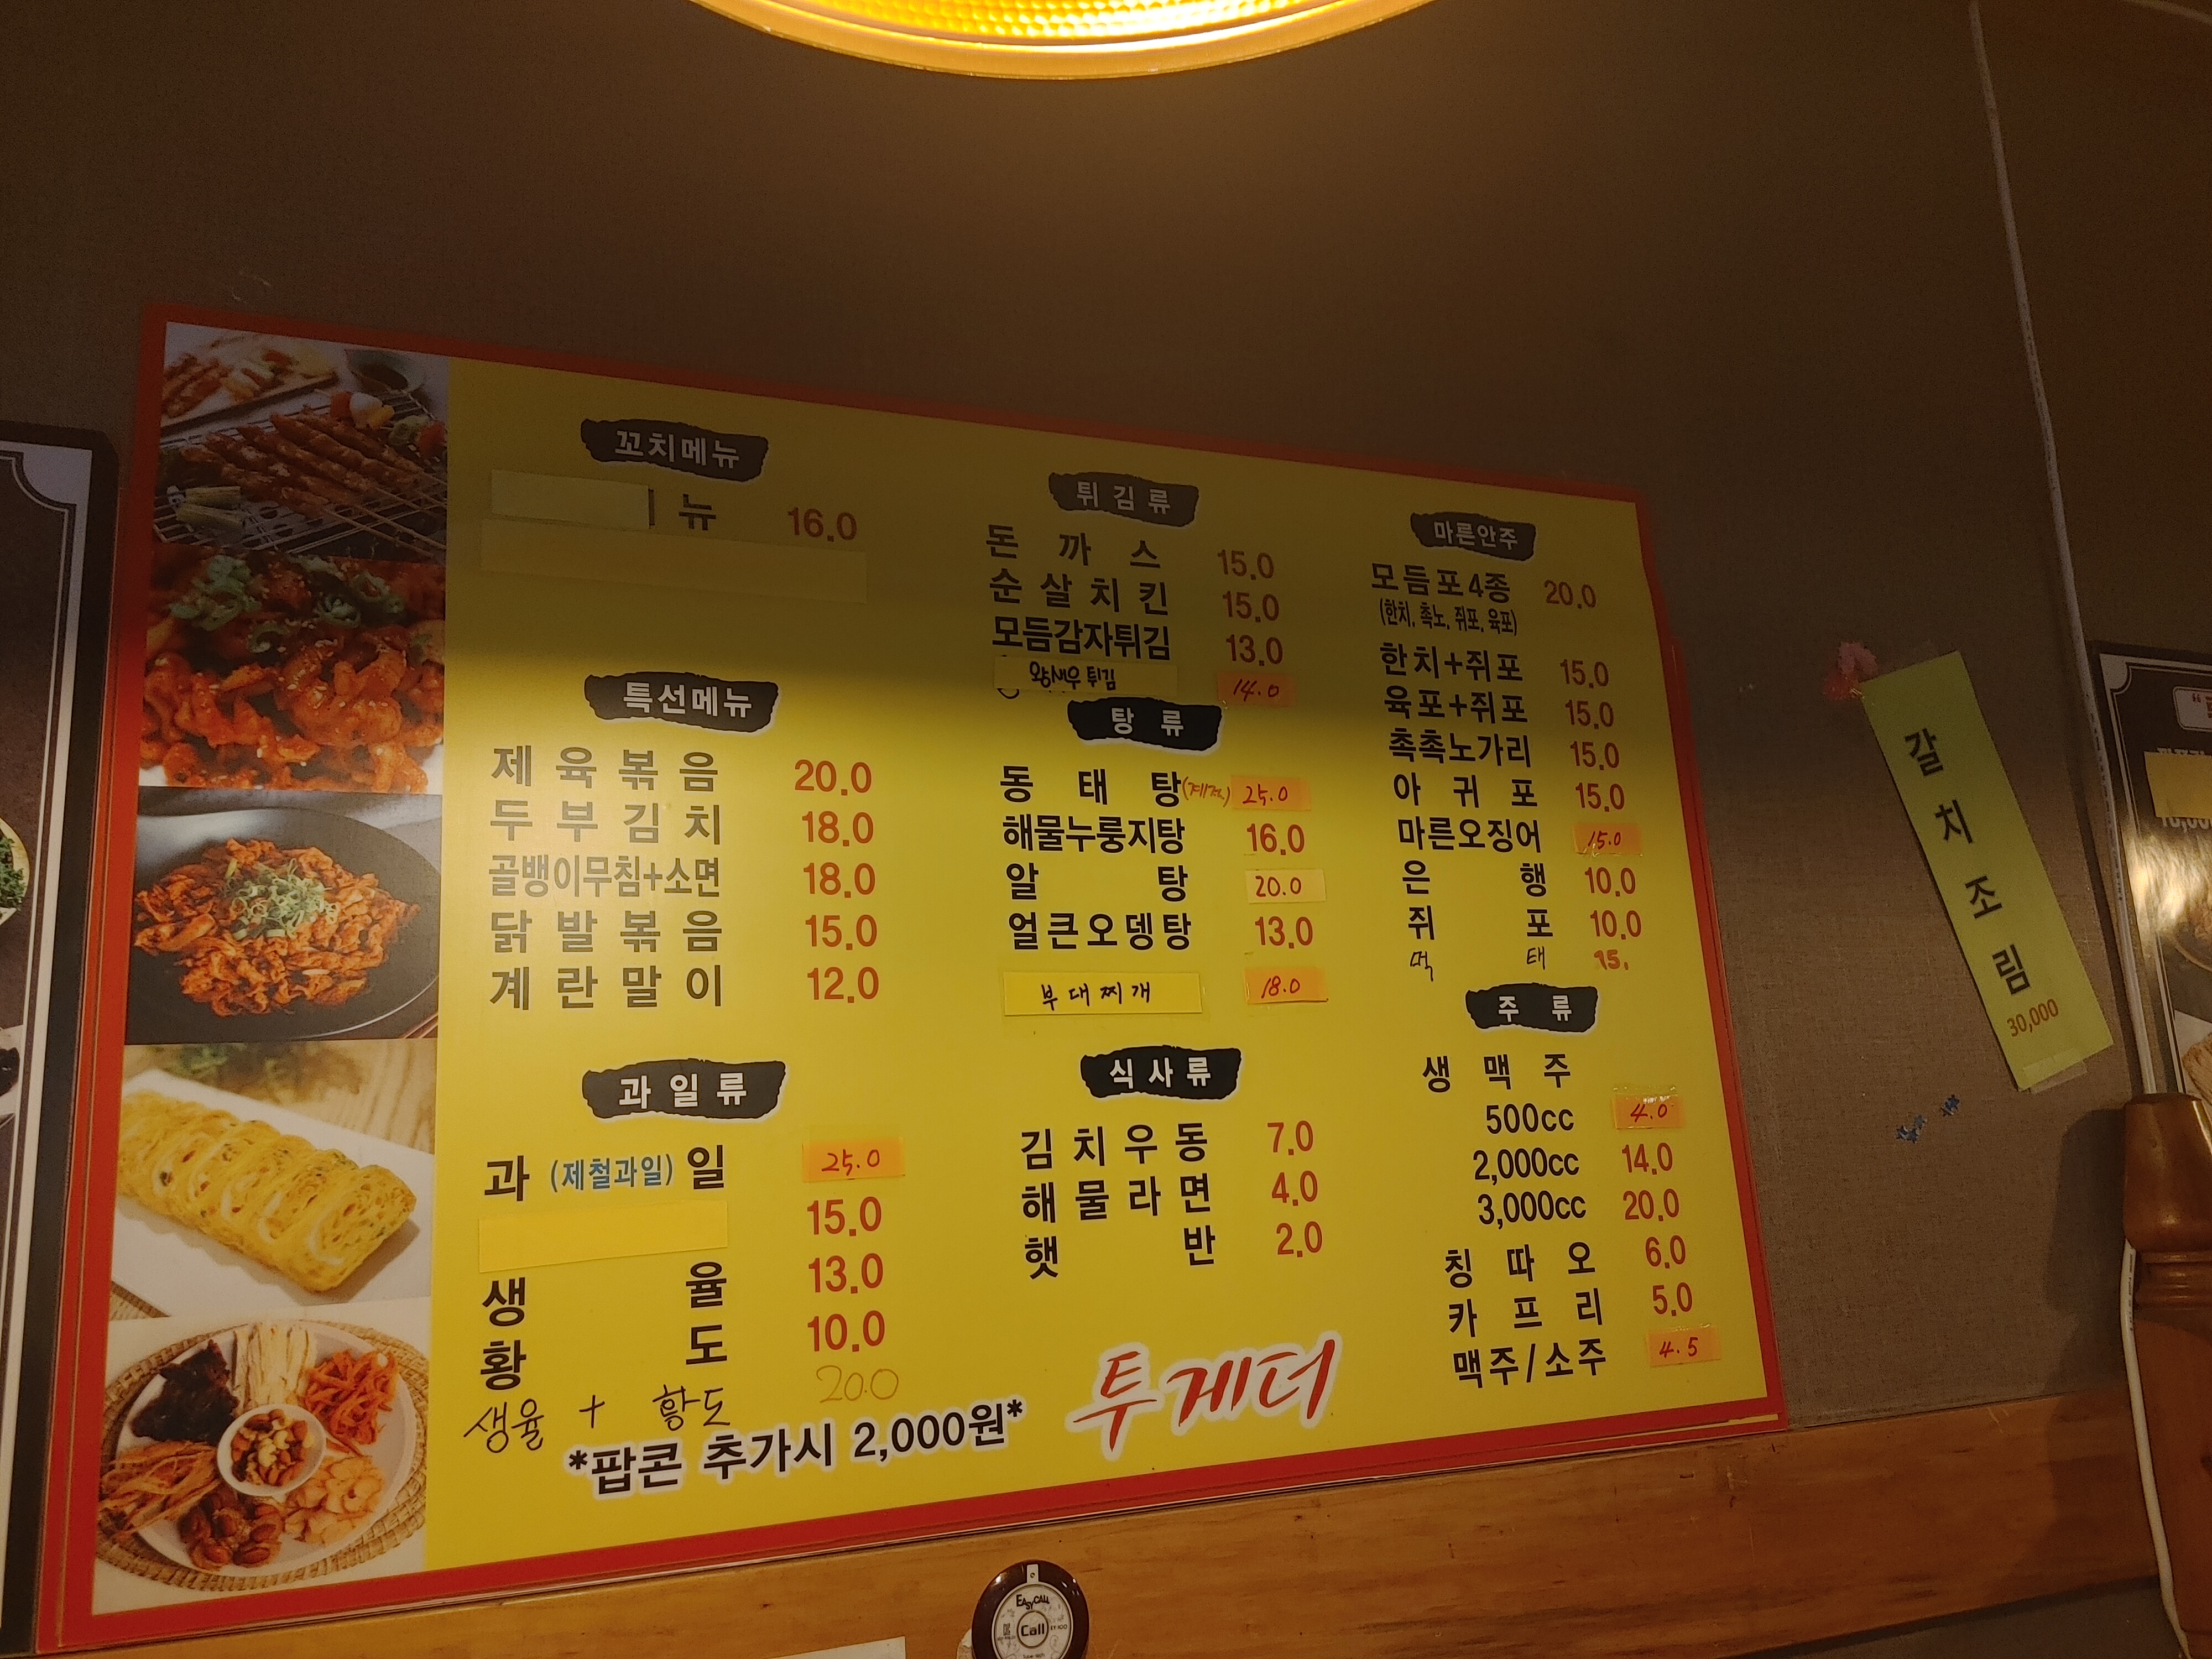 꼬치메뉴
뉴 16.0
특선메뉴
제육볶음 20.0
두부김치 18.0
골뱅이무침+소면 18.0
닭발볶음 15.0
계란말이 12.0
과일류
과(제철과일)일 25.0
15.0
생율 13.0
황도 10.0
생율 + 황도 20.0
*팝콘 추가시 2,000원*
튀김류
돈까스 15.0
순살치킨 15.0
모듬감자튀김 13.0
왕새우튀김 14.0
탕류
동태탕 25.0
해물누룽지탕 16.0
알탕 20.0
얼큰오뎅탕 13.0
부대찌개 18.0
식사류
김치우동 7.0
해물라면 4.0
햇반 2.0
투게더
마른안주
모듬포4종 20.0
(한치, 촉노, 쥐포, 육포)
한치+쥐포 15.0
육포+쥐포 15.0
촉촉노가리 15.0
아귀포 15.0
마른오징어 15.0
은행 10.0
쥐포 10.0
먹태 15.
주류
생맥주
500cc 4.0
2,000cc 14.0
3,000cc 20.0
칭따오 6.0
카프리 5.0
맥주/소주 4.5
갈치조림
30,000
EASYCALL
Call